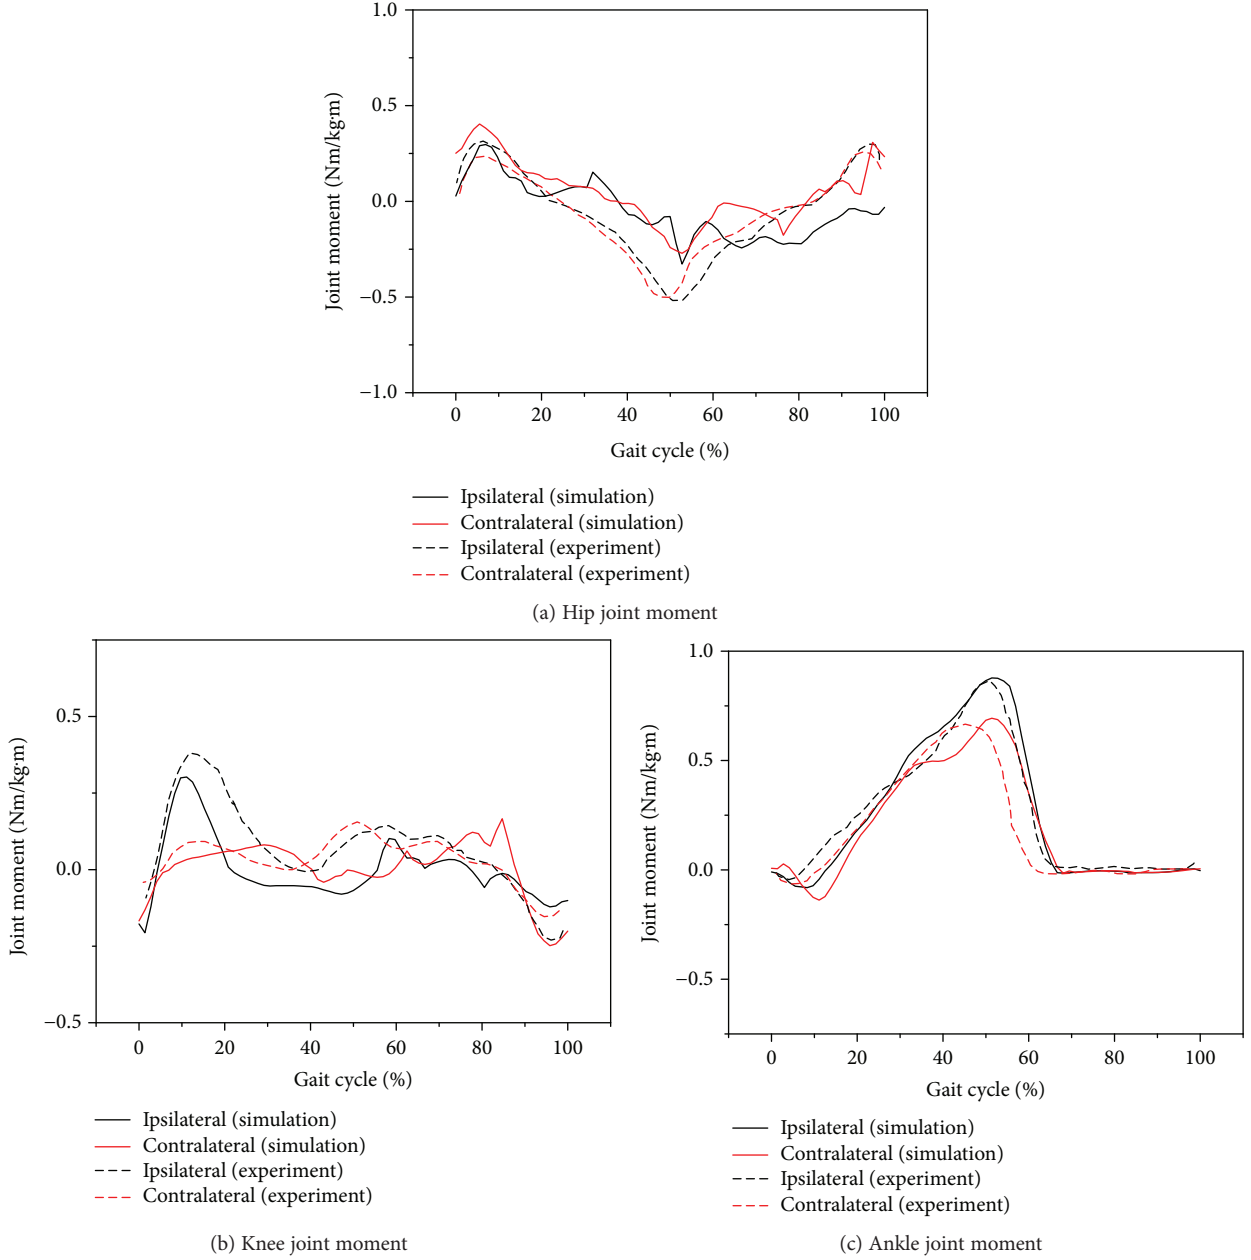 1.0
0.5
0.0
−0.5
−1.0
Joint moment (Nm/kg·m)
0 20 40 60 80 100
Gait cycle (%)
Ipsilateral (simulation)
Contralateral (simulation)
Ipsilateral (experiment)
Contralateral (experiment)
(a) Hip joint moment
0.5
0.0
−0.5
Joint moment (Nm/kg·m)
0 20 40 60 80 100
Gait cycle (%)
Ipsilateral (simulation)
Contralateral (simulation)
Ipsilateral (experiment)
Contralateral (experiment)
(b) Knee joint moment
1.0
0.5
0.0
−0.5
Joint moment (Nm/kg·m)
0 20 40 60 80 100
Gait cycle (%)
Ipsilateral (simulation)
Contralateral (simulation)
Ipsilateral (experiment)
Contralateral (experiment)
(c) Ankle joint moment